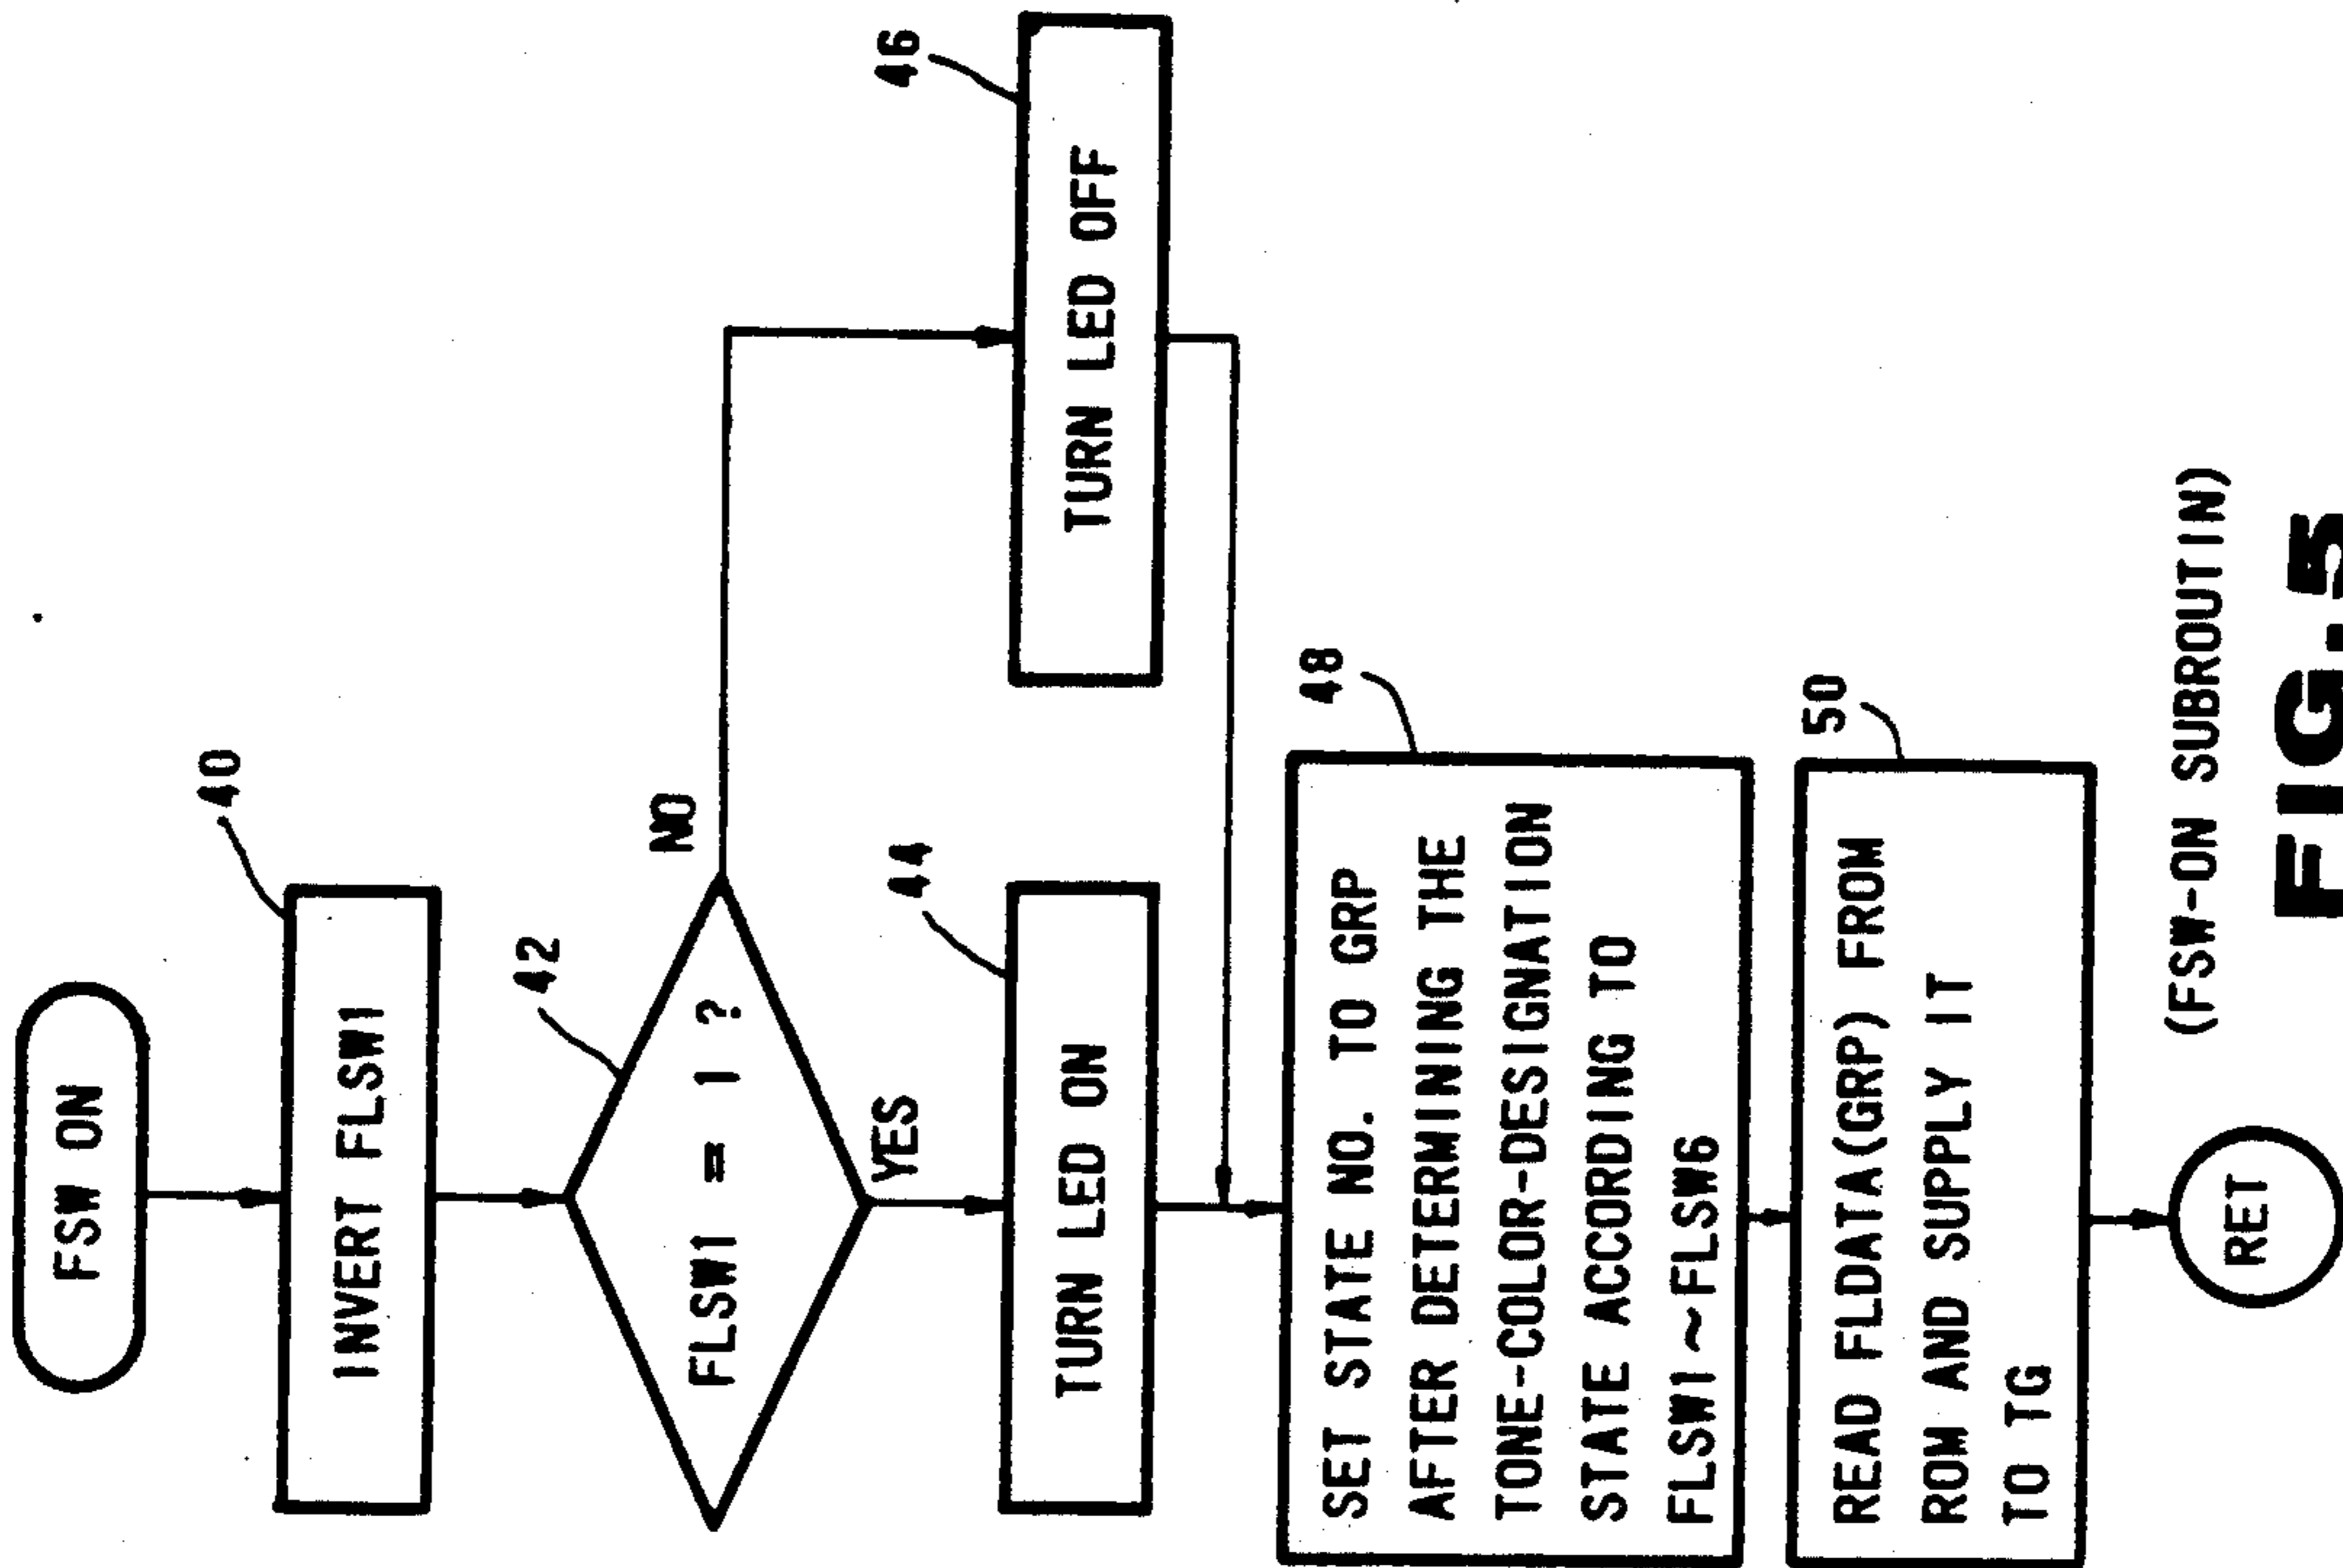 FSW ON
40
INVERT FLSW1
42
FLSW1 = 1 ?
NO
YES
44
TURN LED ON
46
TURN LED OFF
48
SET STATE NO. TO GRP
AFTER DETERMINING THE
TONE-COLOR-DESIGNATION
STATE ACCORDING TO
FLSW1 ~ FLSW6
50
READ FLDATA(GRP) FROM
ROM AND SUPPLY IT
TO TG
RET
(FSW-ON SUBROUTIN)
FIG.5